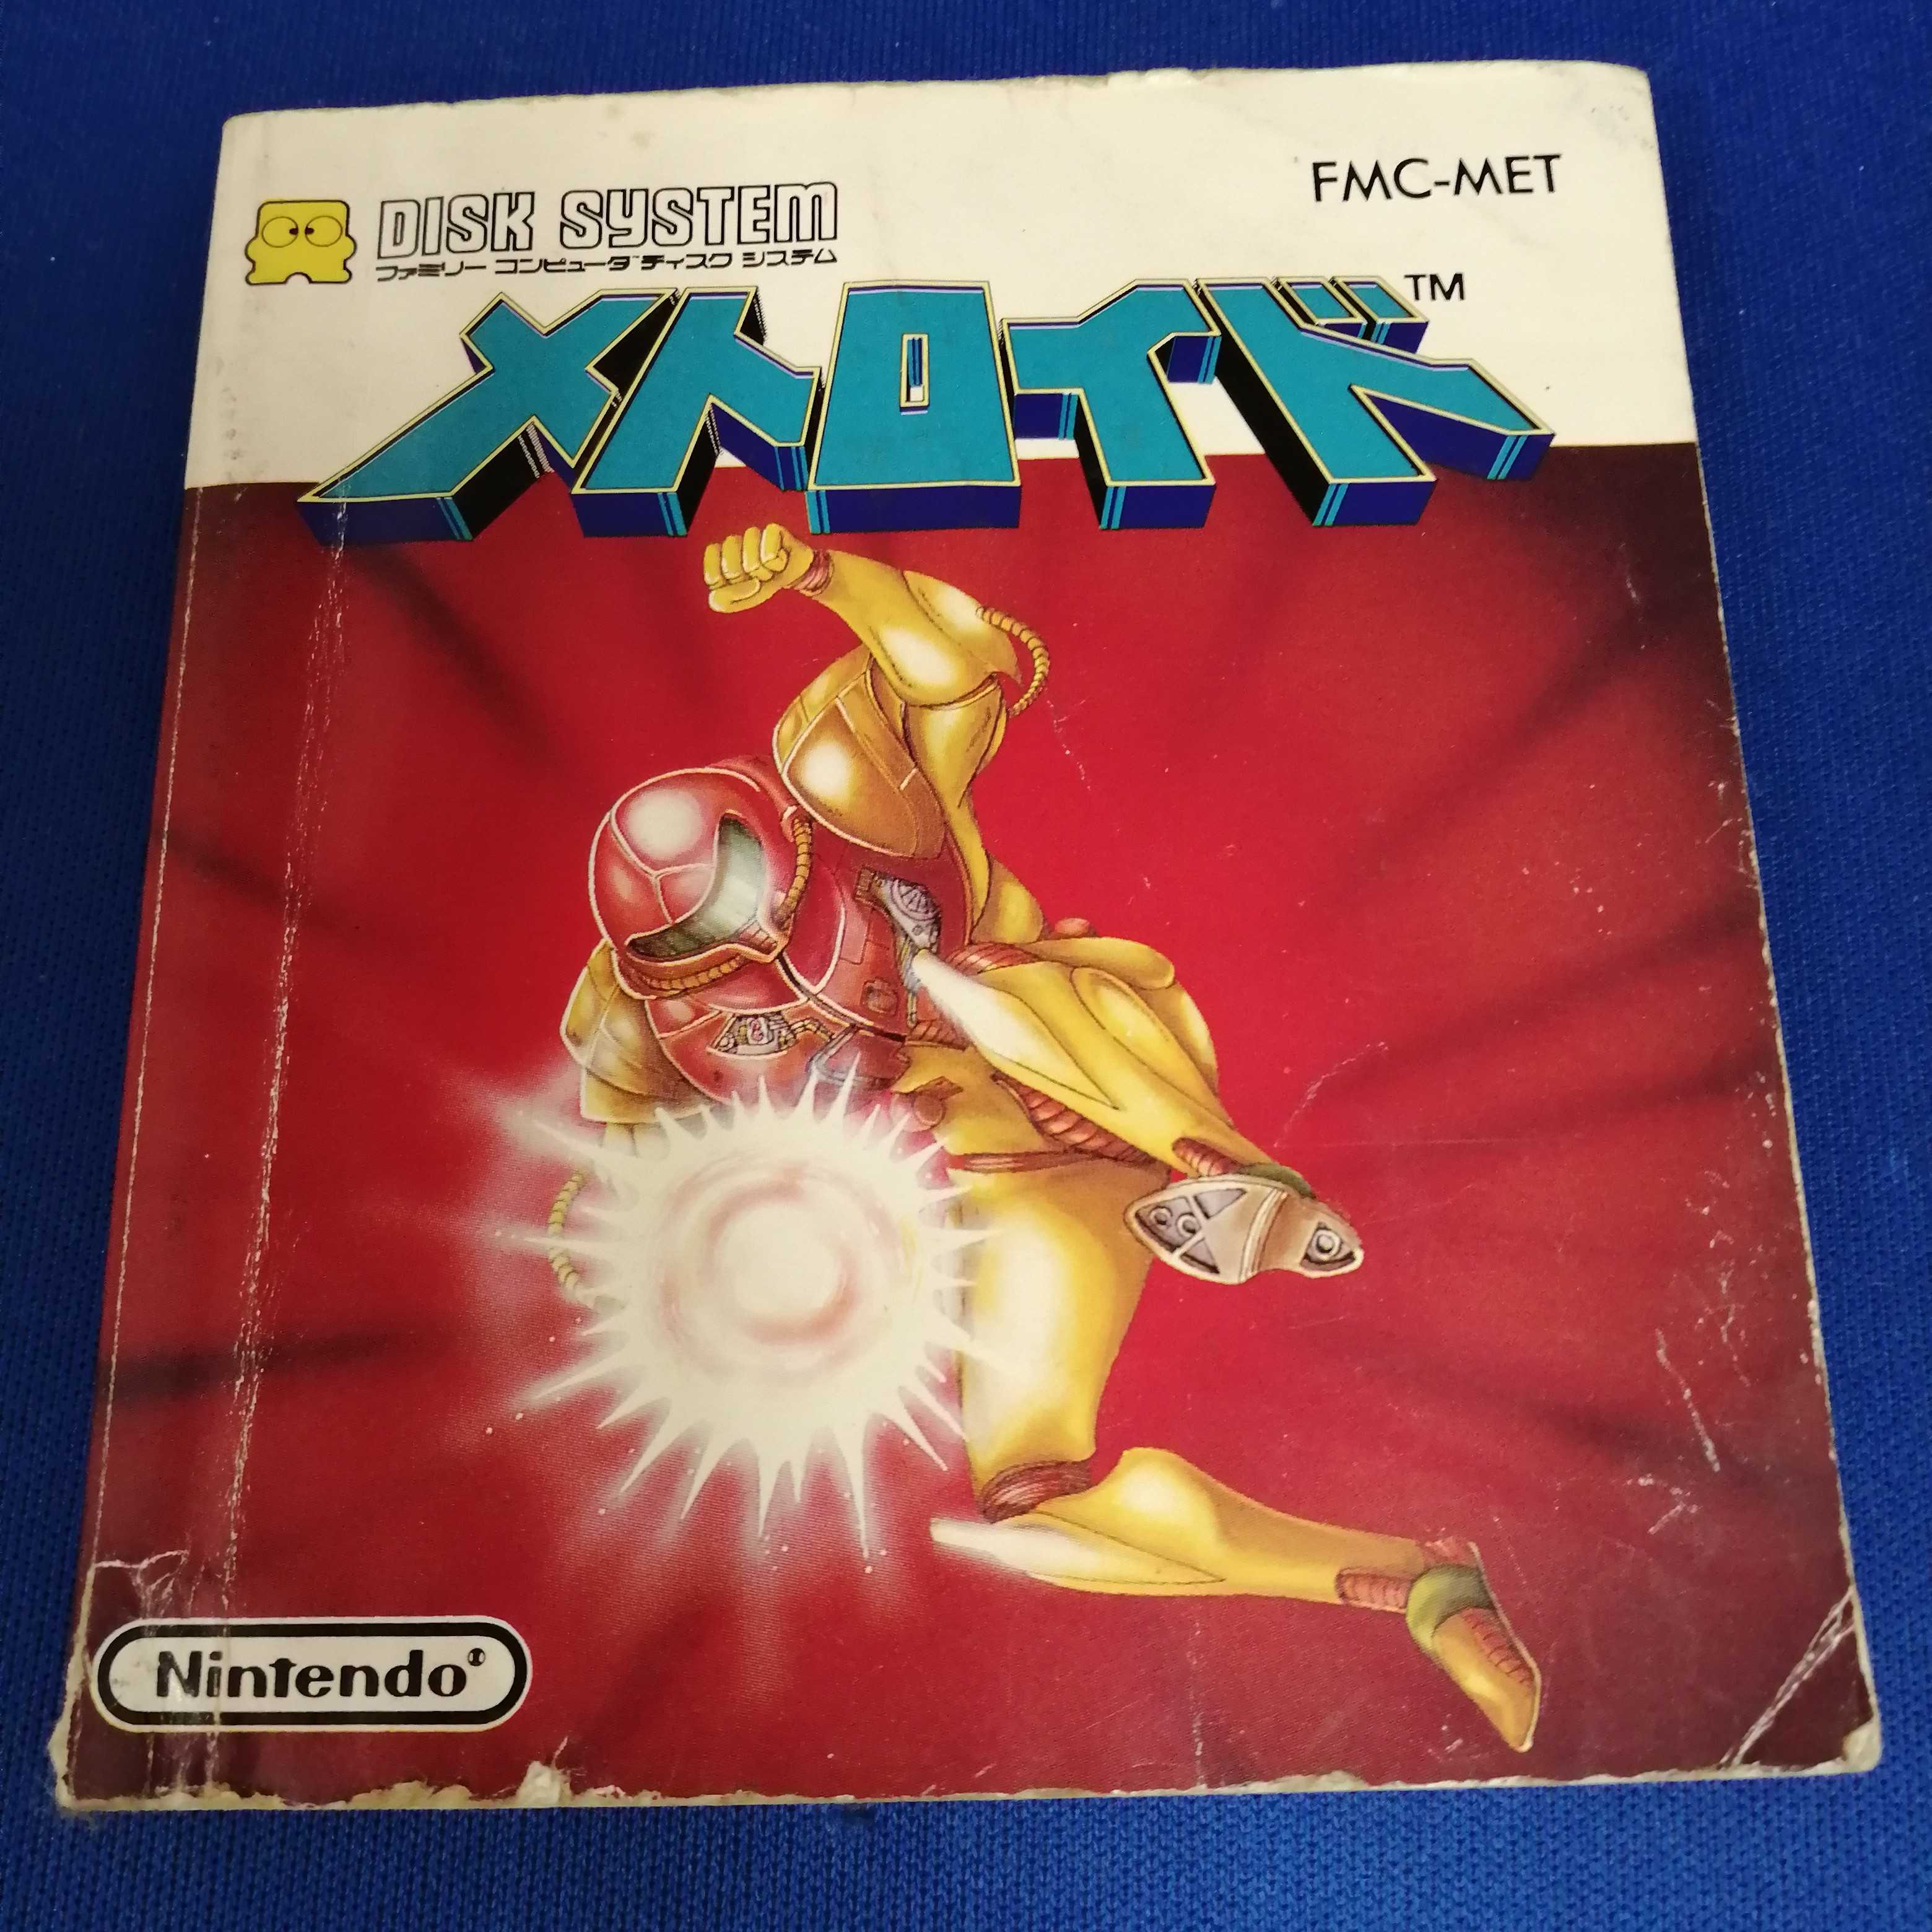 DISK SYSTEM
ファミリー コンピュータ ディスク システム
FMC-MET
メトロイド™
Nintendo®